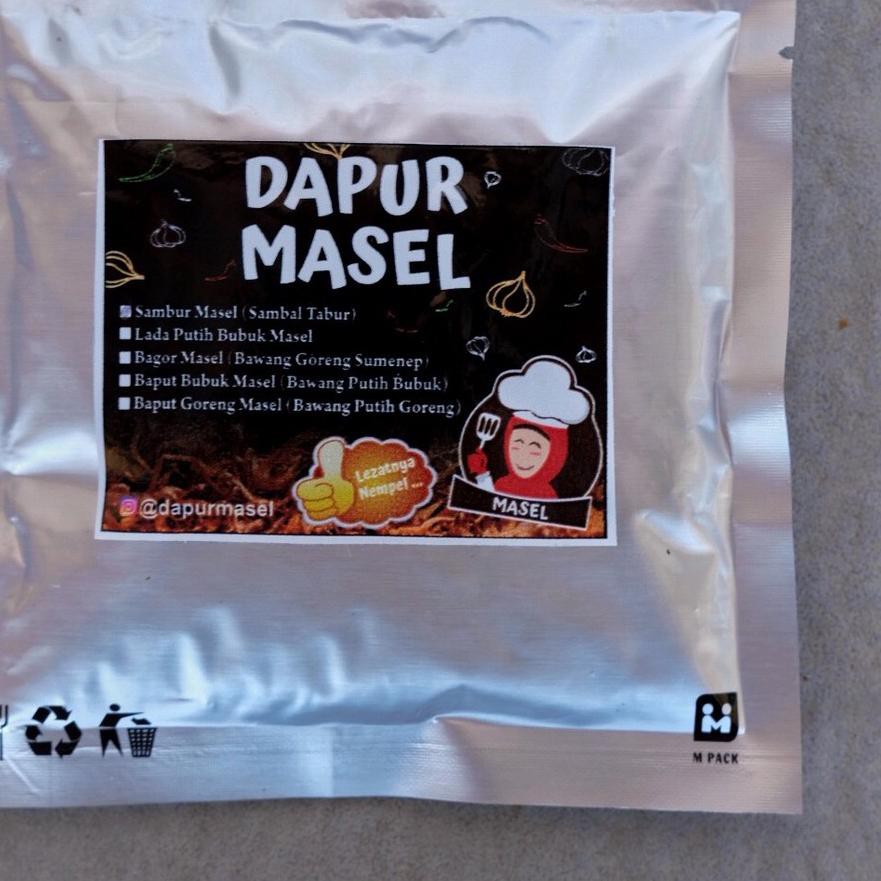 DAPUR
MASEL
Sambur Masel (Sambal Tabur)
Lada Putih Bubuk Masel
Bagor Masel (Bawang Goreng Sumenep)
Baput Bubuk Masel (Bawang Putih Bubuk)
Baput Goreng Masel (Bawang Putih Goreng)
Lezatnya
Nempel ...
@dapurmasel
MASEL
M PACK